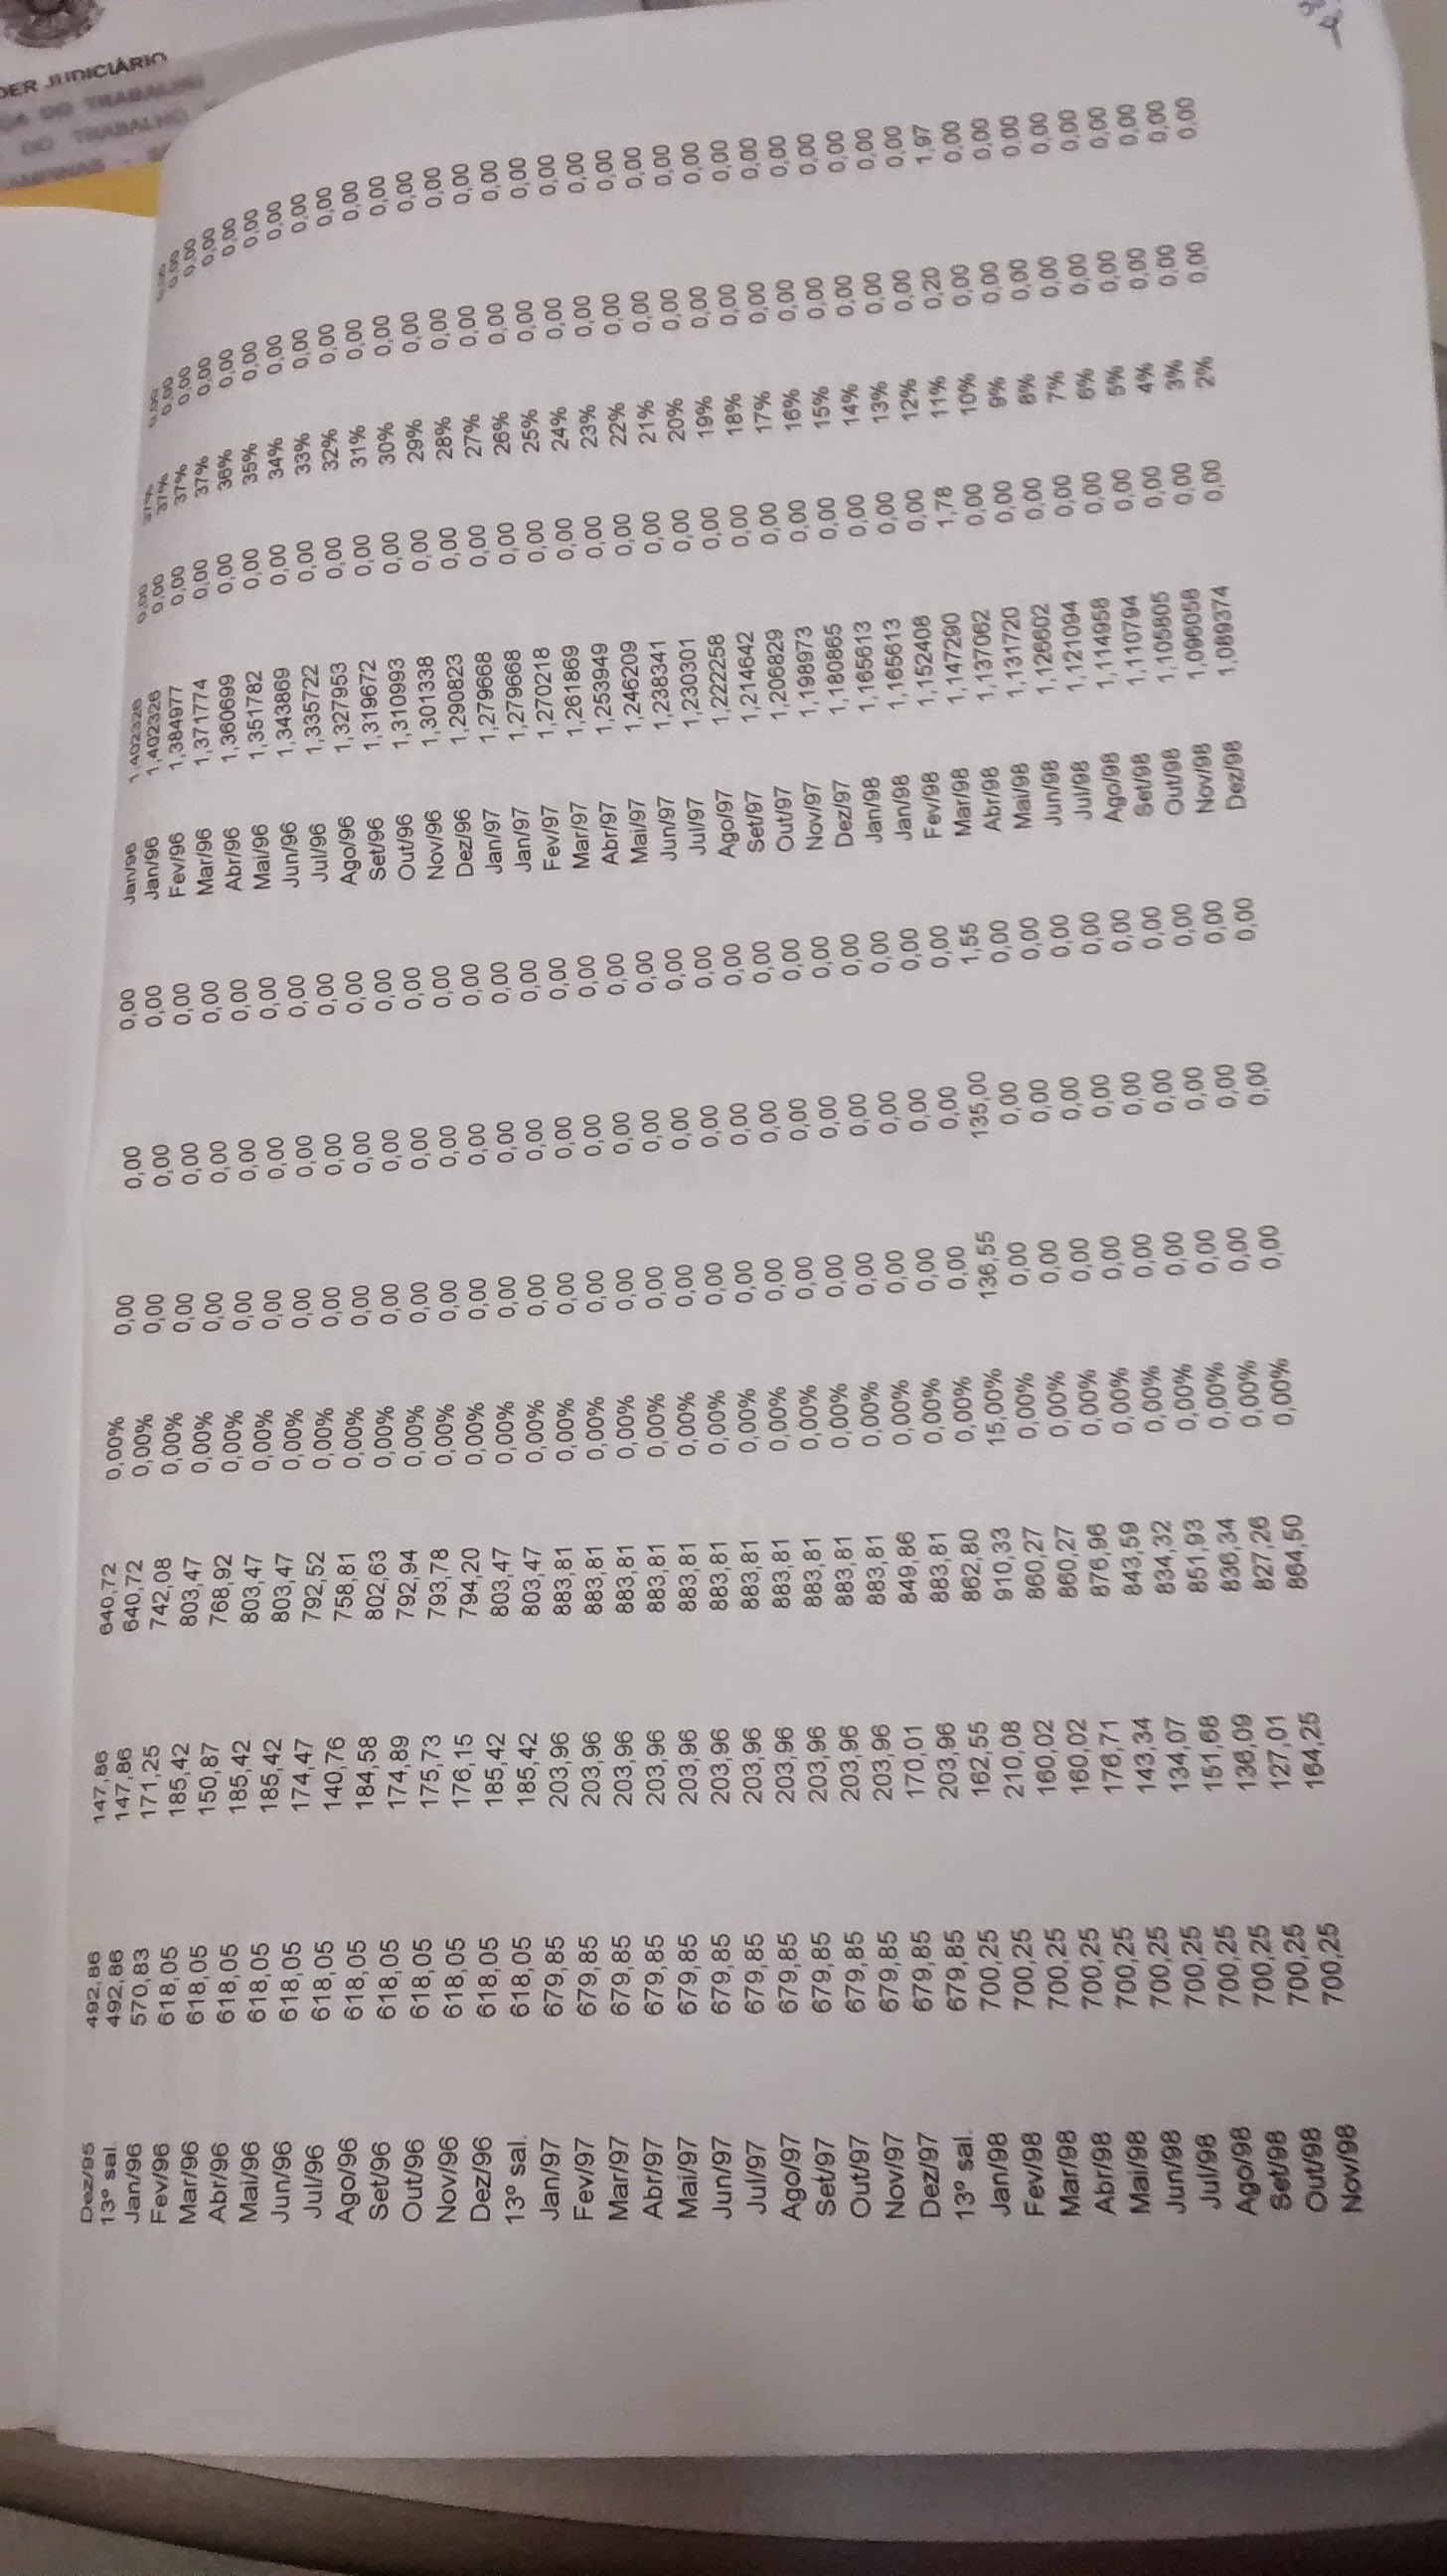 DER JUDICIÁRIO
DO TRABALHO
DO TRABALHO
Dez/95 492,86 147,86 640,72 0,00% 0,00 0,00 0,00 Jan/96 1,402326 0,00 37% 0,00 0,00
13º sal. 492,86 147,86 640,72 0,00% 0,00 0,00 0,00 Jan/96 1,402326 0,00 37% 0,00 0,00
Jan/96 570,83 171,25 742,08 0,00% 0,00 0,00 0,00 Fev/96 1,384977 0,00 37% 0,00 0,00
Fev/96 618,05 185,42 803,47 0,00% 0,00 0,00 0,00 Mar/96 1,371774 0,00 37% 0,00 0,00
Mar/96 618,05 150,87 768,92 0,00% 0,00 0,00 0,00 Abr/96 1,360699 0,00 36% 0,00 0,00
Abr/96 618,05 185,42 803,47 0,00% 0,00 0,00 0,00 Mai/96 1,351782 0,00 35% 0,00 0,00
Mai/96 618,05 185,42 803,47 0,00% 0,00 0,00 0,00 Jun/96 1,343869 0,00 34% 0,00 0,00
Jun/96 618,05 174,47 792,52 0,00% 0,00 0,00 0,00 Jul/96 1,335722 0,00 33% 0,00 0,00
Jul/96 618,05 140,76 758,81 0,00% 0,00 0,00 0,00 Ago/96 1,327953 0,00 32% 0,00 0,00
Ago/96 618,05 184,58 802,63 0,00% 0,00 0,00 0,00 Set/96 1,319672 0,00 31% 0,00 0,00
Set/96 618,05 174,89 792,94 0,00% 0,00 0,00 0,00 Out/96 1,310993 0,00 30% 0,00 0,00
Out/96 618,05 175,73 793,78 0,00% 0,00 0,00 0,00 Nov/96 1,301338 0,00 29% 0,00 0,00
Nov/96 618,05 176,15 794,20 0,00% 0,00 0,00 0,00 Dez/96 1,290823 0,00 28% 0,00 0,00
Dez/96 618,05 185,42 803,47 0,00% 0,00 0,00 0,00 Jan/97 1,279668 0,00 27% 0,00 0,00
13º sal. 618,05 185,42 803,47 0,00% 0,00 0,00 0,00 Jan/97 1,279668 0,00 26% 0,00 0,00
Jan/97 679,85 203,96 883,81 0,00% 0,00 0,00 0,00 Fev/97 1,270218 0,00 25% 0,00 0,00
Fev/97 679,85 203,96 883,81 0,00% 0,00 0,00 0,00 Mar/97 1,261869 0,00 24% 0,00 0,00
Mar/97 679,85 203,96 883,81 0,00% 0,00 0,00 0,00 Abr/97 1,253949 0,00 23% 0,00 0,00
Abr/97 679,85 203,96 883,81 0,00% 0,00 0,00 0,00 Mai/97 1,246209 0,00 22% 0,00 0,00
Mai/97 679,85 203,96 883,81 0,00% 0,00 0,00 0,00 Jun/97 1,238341 0,00 21% 0,00 0,00
Jun/97 679,85 203,96 883,81 0,00% 0,00 0,00 0,00 Jul/97 1,230301 0,00 20% 0,00 0,00
Jul/97 679,85 203,96 883,81 0,00% 0,00 0,00 0,00 Ago/97 1,222258 0,00 19% 0,00 0,00
Ago/97 679,85 203,96 883,81 0,00% 0,00 0,00 0,00 Set/97 1,214642 0,00 18% 0,00 0,00
Set/97 679,85 203,96 883,81 0,00% 0,00 0,00 0,00 Out/97 1,206829 0,00 17% 0,00 0,00
Out/97 679,85 203,96 883,81 0,00% 0,00 0,00 0,00 Nov/97 1,198973 0,00 16% 0,00 0,00
Nov/97 679,85 203,96 883,81 0,00% 0,00 0,00 0,00 Dez/97 1,180865 0,00 15% 0,00 0,00
Dez/97 679,85 170,01 849,86 0,00% 0,00 0,00 0,00 Jan/98 1,165613 0,00 14% 0,00 0,00
13º sal. 679,85 203,96 883,81 0,00% 0,00 0,00 0,00 Jan/98 1,165613 0,00 13% 0,00 0,00
Jan/98 700,25 162,55 862,80 0,00% 0,00 0,00 0,00 Fev/98 1,152408 0,00 12% 0,00 0,00
Fev/98 700,25 210,08 910,33 15,00% 136,55 135,00 1,55 Mar/98 1,147290 1,78 11% 0,20 1,97
Mar/98 700,25 160,02 860,27 0,00% 0,00 0,00 0,00 Abr/98 1,137062 0,00 10% 0,00 0,00
Abr/98 700,25 160,02 860,27 0,00% 0,00 0,00 0,00 Mai/98 1,131720 0,00 9% 0,00 0,00
Mai/98 700,25 176,71 876,96 0,00% 0,00 0,00 0,00 Jun/98 1,126602 0,00 8% 0,00 0,00
Jun/98 700,25 143,34 843,59 0,00% 0,00 0,00 0,00 Jul/98 1,121094 0,00 7% 0,00 0,00
Jul/98 700,25 134,07 834,32 0,00% 0,00 0,00 0,00 Ago/98 1,114958 0,00 6% 0,00 0,00
Ago/98 700,25 151,68 851,93 0,00% 0,00 0,00 0,00 Set/98 1,110794 0,00 5% 0,00 0,00
Set/98 700,25 136,09 836,34 0,00% 0,00 0,00 0,00 Out/98 1,105805 0,00 4% 0,00 0,00
Out/98 700,25 127,01 827,26 0,00% 0,00 0,00 0,00 Nov/98 1,096058 0,00 3% 0,00 0,00
Nov/98 700,25 164,25 864,50 0,00% 0,00 0,00 0,00 Dez/98 1,089374 0,00 2% 0,00 0,00